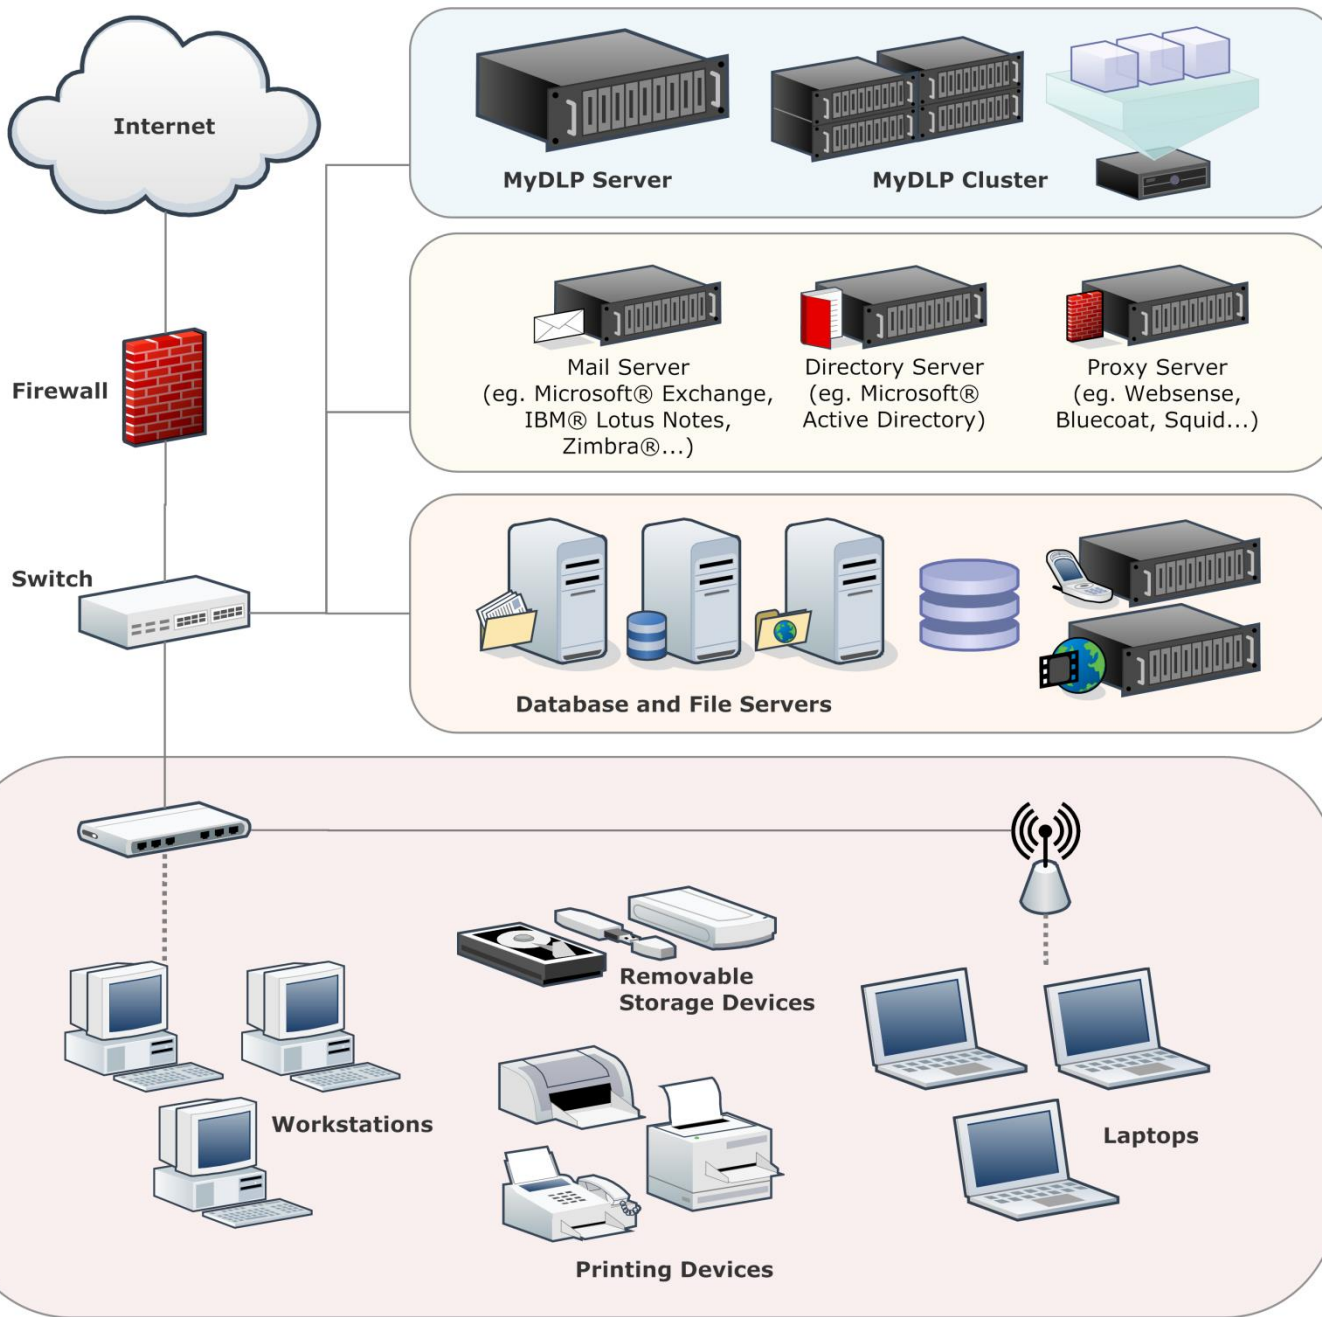 Internet
MyDLP Server
MyDLP Cluster
Firewall
Mail Server
(eg. Microsoft® Exchange,
IBM® Lotus Notes,
Zimbra®...)
Directory Server
(eg. Microsoft®
Active Directory)
Proxy Server
(eg. Websense,
Bluecoat, Squid...)
Switch
Database and File Servers
Removable
Storage Devices
Workstations
Laptops
Printing Devices